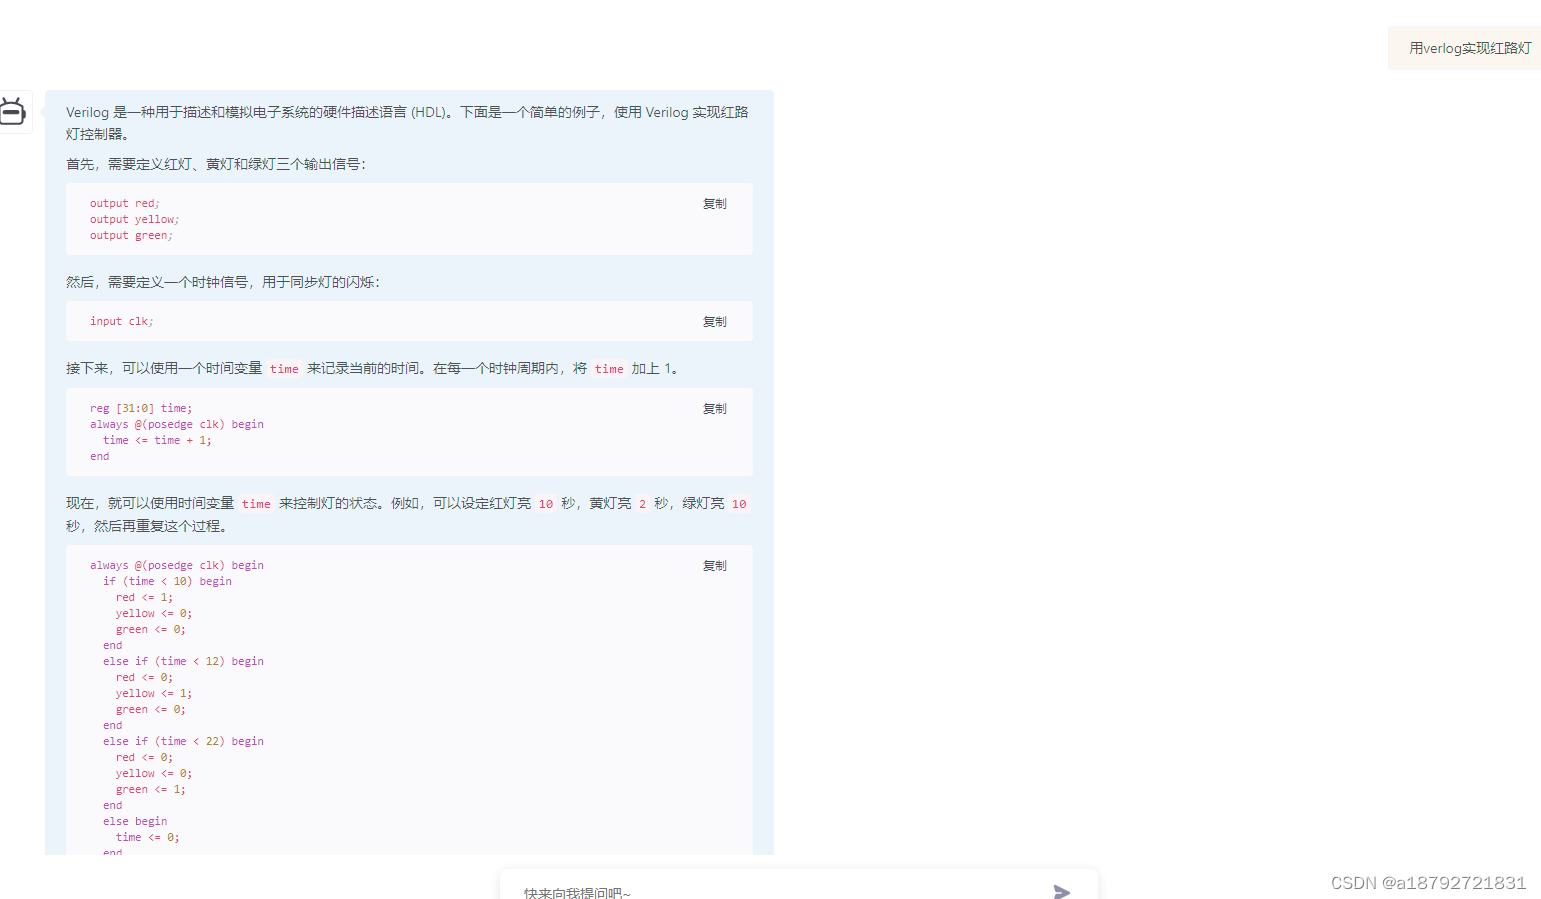 用verlog实现红路灯
Verilog 是一种用于描述和模拟电子系统的硬件描述语言 (HDL)。下面是一个简单的例子，使用 Verilog 实现红路
灯控制器。
首先，需要定义红灯、黄灯和绿灯三个输出信号：
output red; 复制
output yellow;
output green;
然后，需要定义一个时钟信号，用于同步灯的闪烁：
input clk; 复制
接下来，可以使用一个时间变量 time 来记录当前的时间。在每一个时钟周期内，将 time 加上 1。
reg [31:0] time; 复制
always @(posedge clk) begin
time <= time + 1;
end
现在，就可以使用时间变量 time 来控制灯的状态。例如，可以设定红灯亮 10 秒，黄灯亮 2 秒，绿灯亮 10
秒，然后再重复这个过程。
always @(posedge clk) begin 复制
if (time < 10) begin
red <= 1;
yellow <= 0;
green <= 0;
end
else if (time < 12) begin
red <= 0;
yellow <= 1;
green <= 0;
end
else if (time < 22) begin
red <= 0;
yellow <= 0;
green <= 1;
end
else begin
time <= 0;
end
快来向我提问吧~
CSDN @a18792721831